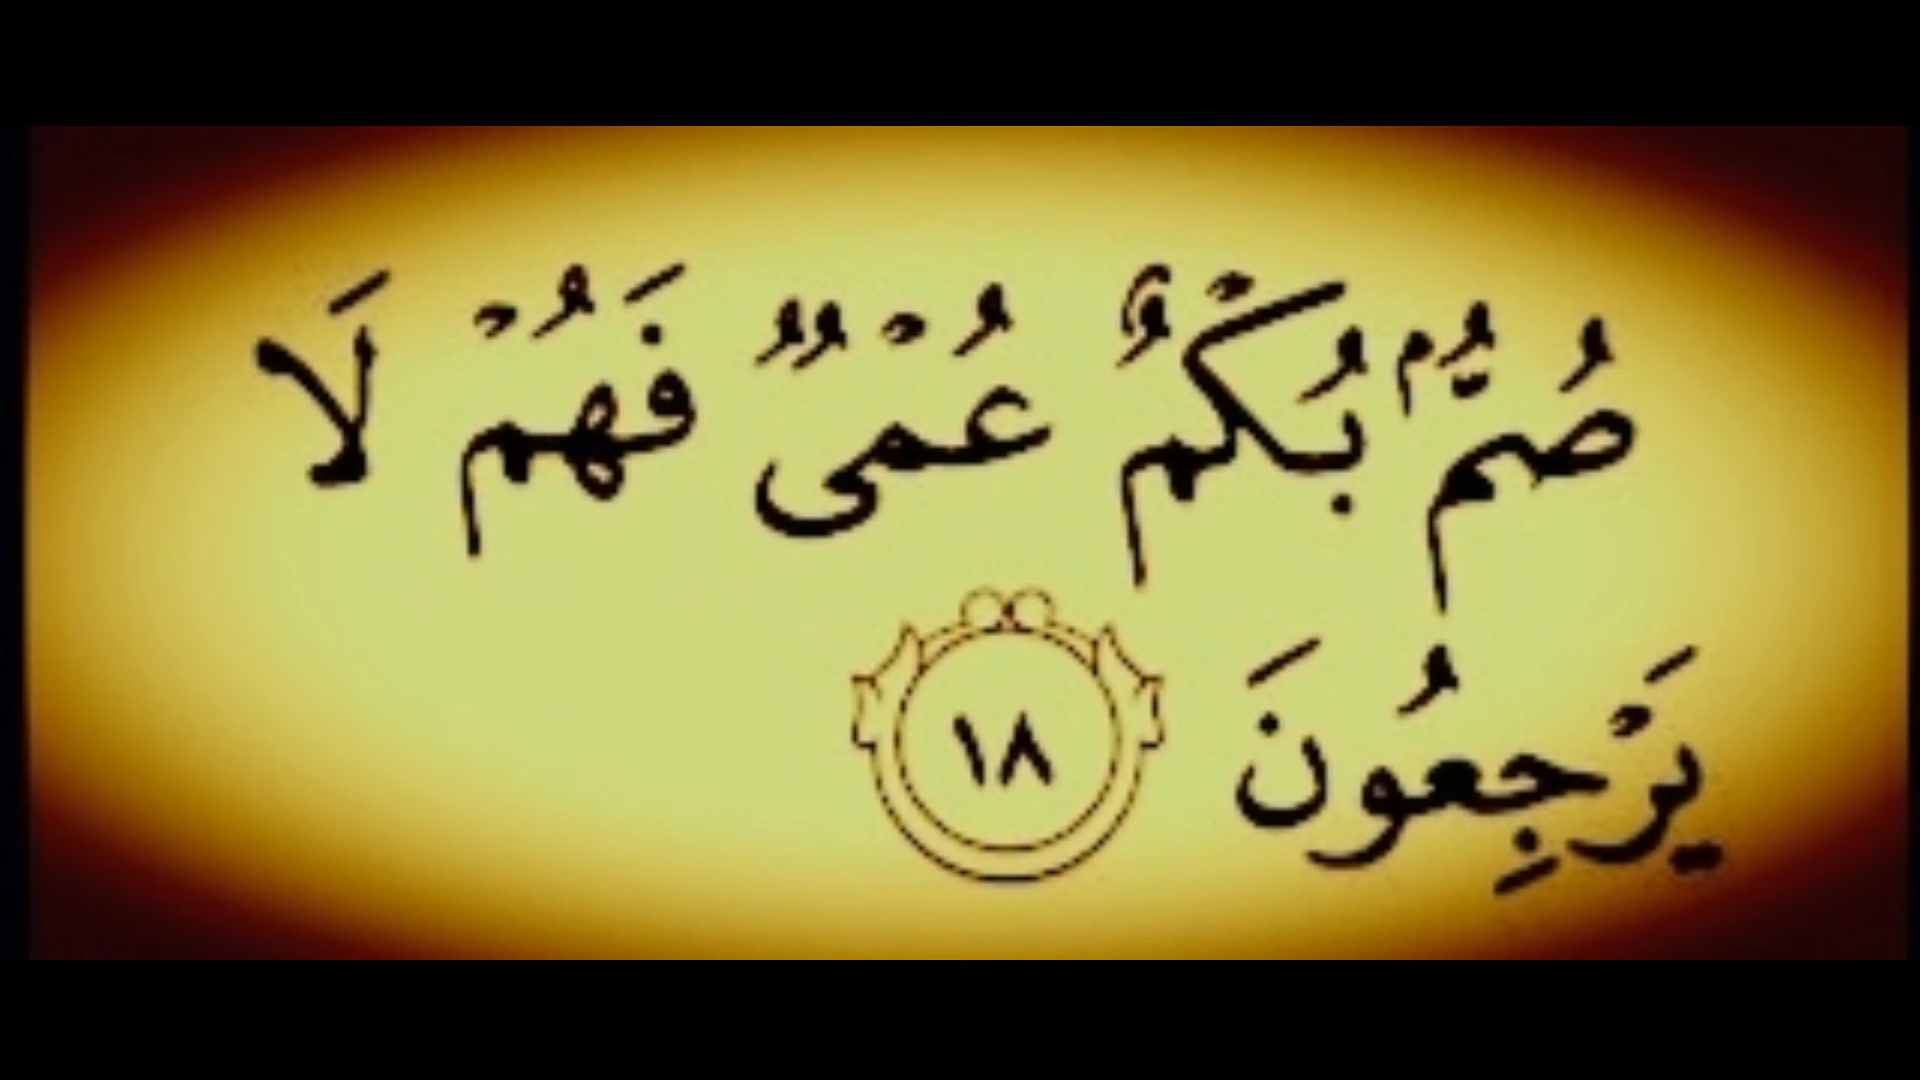 صُمٌّۢ بُكْمٌ عُمْىٌ فَهُمْ لَا
يَرْجِعُونَ ١٨